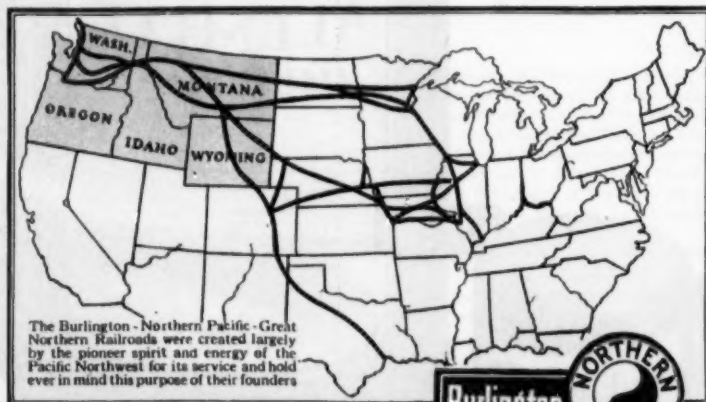 WASH.
MONTANA
OREGON
IDAHO
WYOMING
The Burlington - Northern Pacific - Great
Northern Railroads were created largely
by the pioneer spirit and energy of the
Pacific Northwest for its service and hold
ever in mind this purpose of their founders
Burlington
NORTHERN